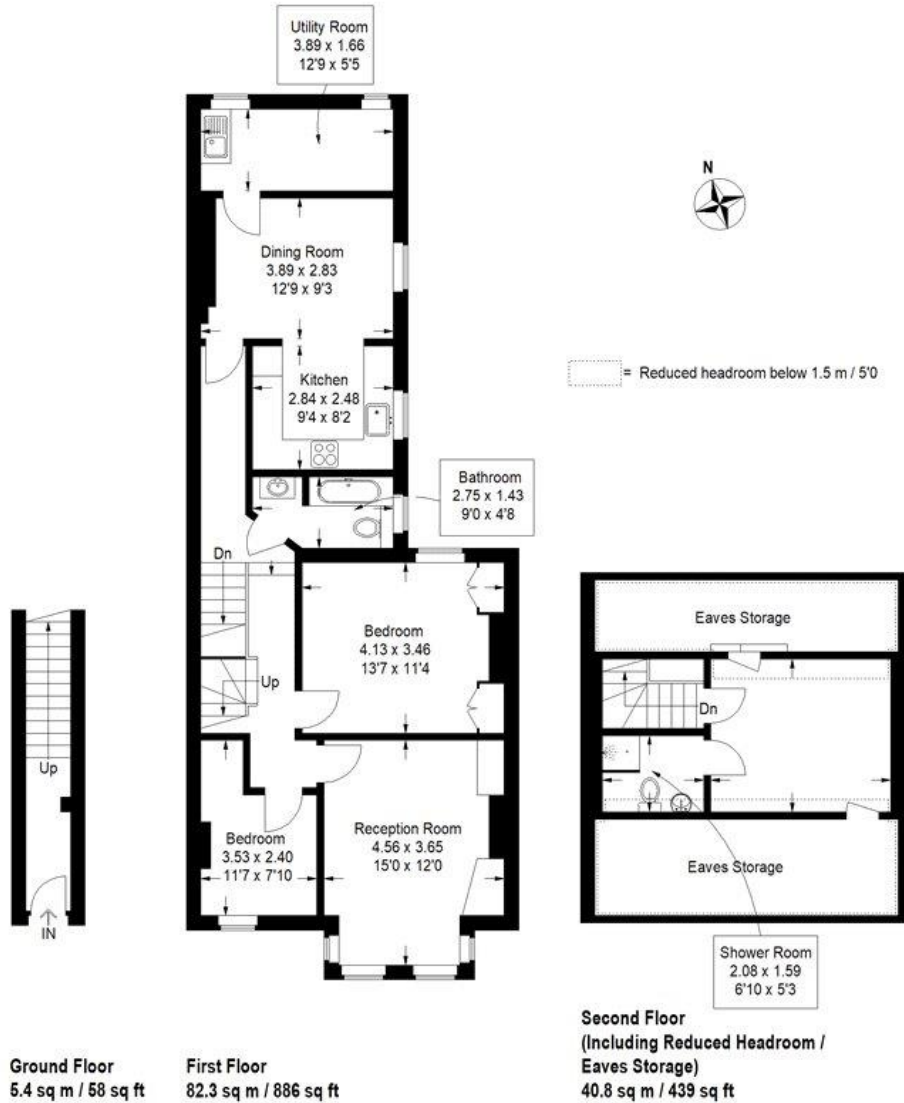 Utility Room
3.89 x 1.66
12'9 x 5'5
N
Dining Room
3.89 x 2.83
12'9 x 9'3
= Reduced headroom below 1.5 m / 5'0
Kitchen
2.84 x 2.48
9'4 x 8'2
Bathroom
2.75 x 1.43
9'0 x 4'8
Dn
Bedroom
4.13 x 3.46
13'7 x 11'4
Up
Bedroom
3.53 x 2.40
11'7 x 7'10
Reception Room
4.56 x 3.65
15'0 x 12'0
Up
IN
Eaves Storage
Dn
Eaves Storage
Shower Room
2.08 x 1.59
6'10 x 5'3
Ground Floor
5.4 sq m / 58 sq ft
First Floor
82.3 sq m / 886 sq ft
Second Floor
(Including Reduced Headroom /
Eaves Storage)
40.8 sq m / 439 sq ft